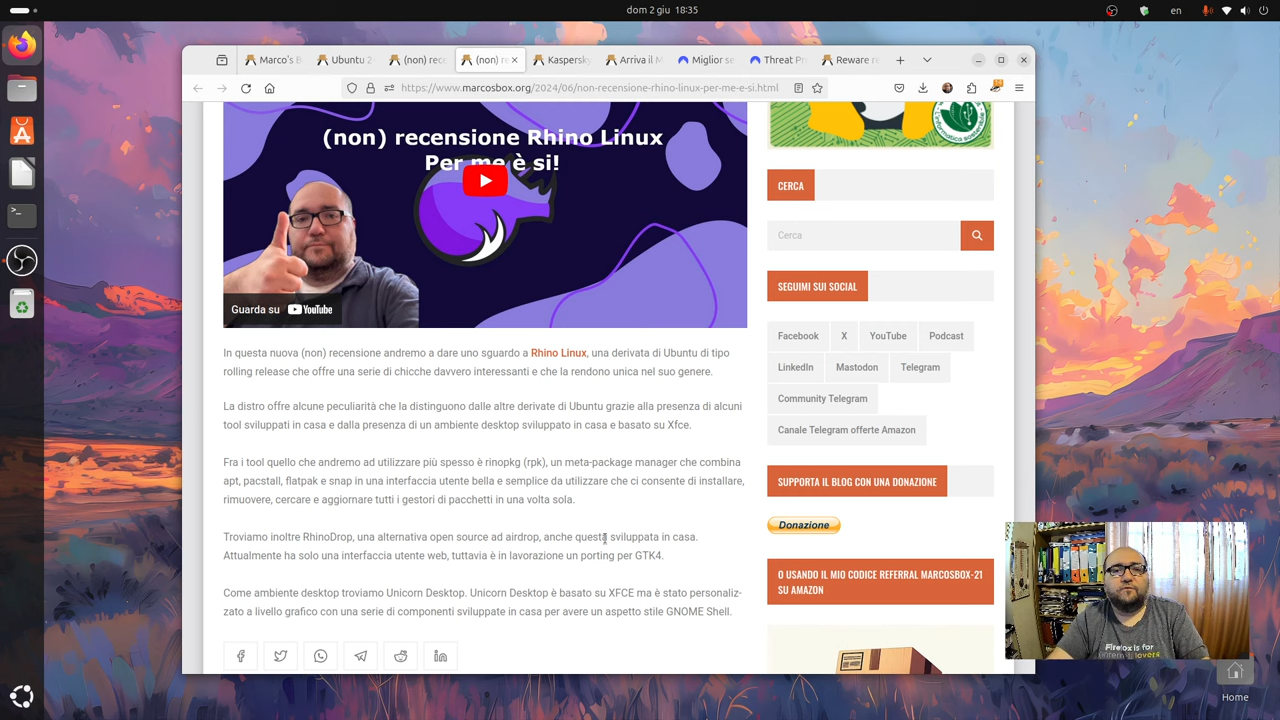 dom 2 giu 18:35
en
Marco's B
Ubuntu 2
(non) rece
(non) re
Kaspersky
Arriva il M
Miglior se
Threat Pr
Reware re
https://www.marcosbox.org/2024/06/non-recensione-rhino-linux-per-me-e-si.html
(non) recensione Rhino Linux
Per me è si!
Guarda su YouTube
In questa nuova (non) recensione andremo a dare uno sguardo a Rhino Linux, una derivata di Ubuntu di tipo
rolling release che offre una serie di chicche davvero interessanti e che la rendono unica nel suo genere.
La distro offre alcune peculiarità che la distinguono dalle altre derivate di Ubuntu grazie alla presenza di alcuni
tool sviluppati in casa e dalla presenza di un ambiente desktop sviluppato in casa e basato su Xfce.
Fra i tool quello che andremo ad utilizzare più spesso è rinopkg (rpk), un meta-package manager che combina
apt, pacstall, flatpak e snap in una interfaccia utente bella e semplice da utilizzare che ci consente di installare,
rimuovere, cercare e aggiornare tutti i gestori di pacchetti in una volta sola.
Troviamo inoltre RhinoDrop, una alternativa open source ad airdrop, anche questa sviluppata in casa.
Attualmente ha solo una interfaccia utente web, tuttavia è in lavorazione un porting per GTK4.
Come ambiente desktop troviamo Unicorn Desktop. Unicorn Desktop è basato su XFCE ma è stato personaliz-
zato a livello grafico con una serie di componenti sviluppate in casa per avere un aspetto stile GNOME Shell.
CERCA
Cerca
SEGUIMI SUI SOCIAL
Facebook
X
YouTube
Podcast
LinkedIn
Mastodon
Telegram
Community Telegram
Canale Telegram offerte Amazon
SUPPORTA IL BLOG CON UNA DONAZIONE
Donazione
O USANDO IL MIO CODICE REFERRAL MARCOSBOX-21
SU AMAZON
Firefox is for
lovers
Home